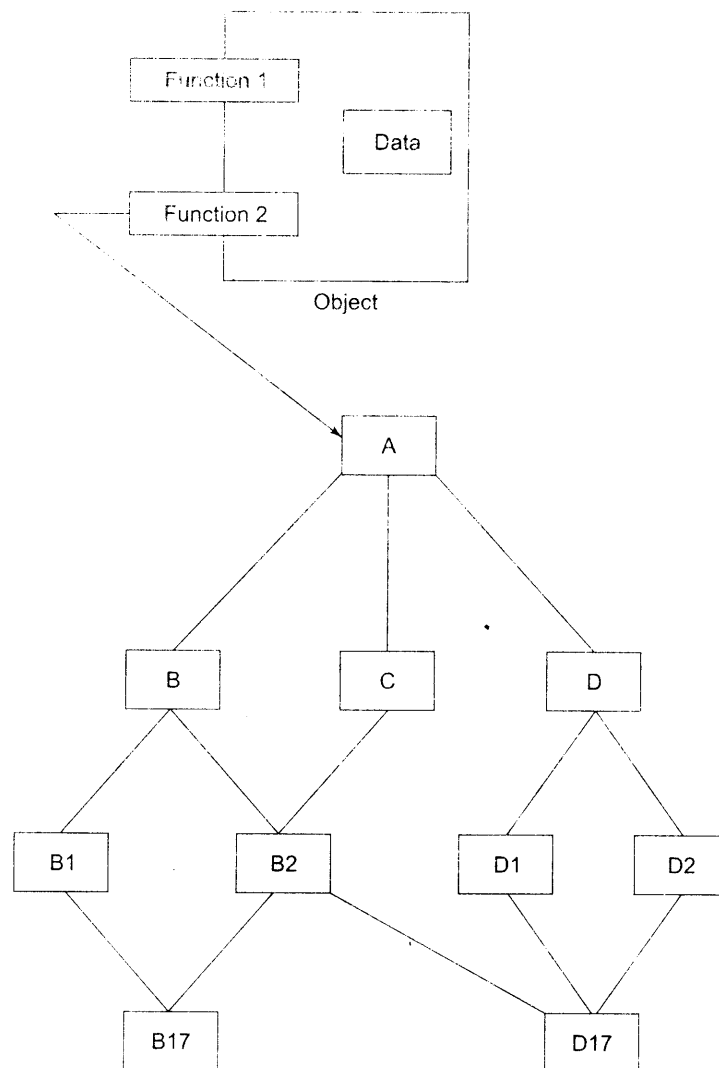 Function 1
Data
Function 2
Object
A
B
C
D
B1
B2
D1
D2
B17
D17